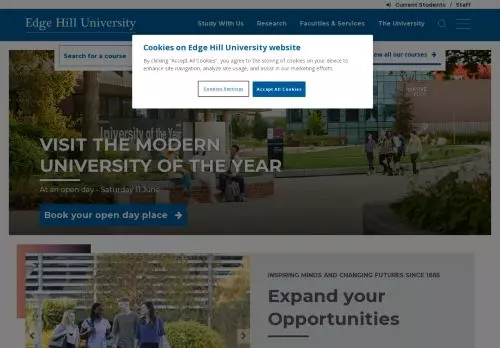 Current Students / Staff
Edge Hill University
Study With Us Research Faculties & Services The University
Search for a course
View all our courses
Cookies on Edge Hill University website
By clicking "Accept All Cookies", you agree to the storing of cookies on your device to
enhance site navigation, analyze site usage, and assist in our marketing efforts.
Cookies Settings
Accept All Cookies
University of the Year
VISIT THE MODERN
UNIVERSITY OF THE YEAR
At an open day - Saturday 11 June
Book your open day place
INSPIRING MINDS AND CHANGING FUTURES SINCE 1885
Expand your
Opportunities